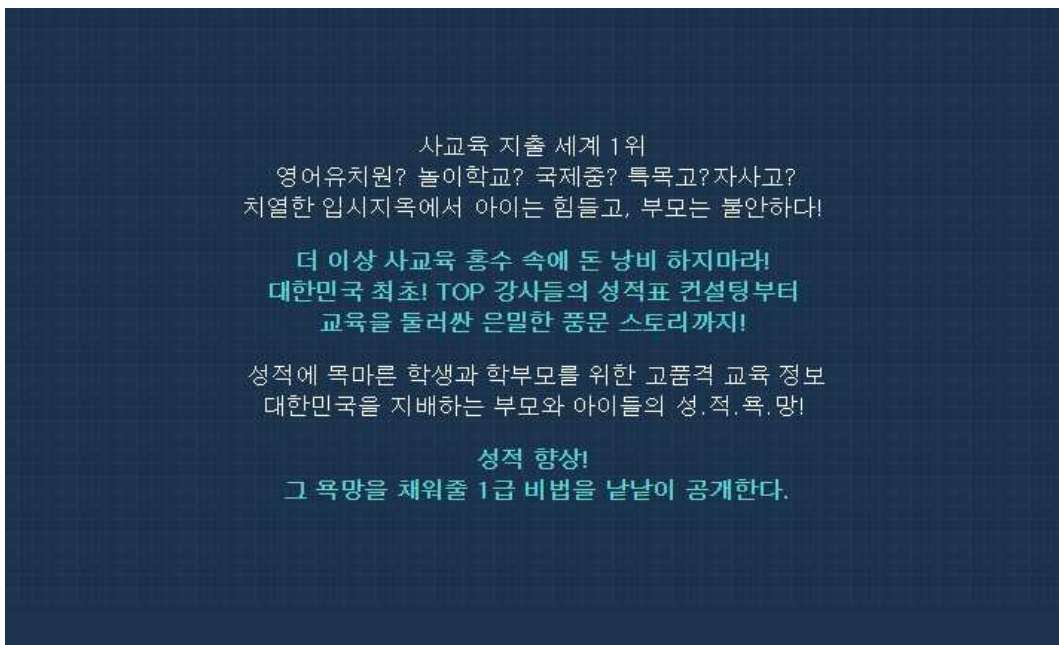 사교육 지출 세계 1위
영어유치원? 놀이학교? 국제중? 특목고?자사고?
치열한 입시지옥에서 아이는 힘들고, 부모는 불안하다!
더 이상 사교육 홍수 속에 돈 낭비 하지마라!
대한민국 최초! TOP 강사들의 성적표 컨설팅부터
교육을 둘러싼 은밀한 풍문 스토리까지!
성적에 목마른 학생과 학부모를 위한 고품격 교육 정보
대한민국을 지배하는 부모와 아이들의 성.적.욕.망!
성적 향상!
그 욕망을 채워줄 1급 비법을 낱낱이 공개한다.